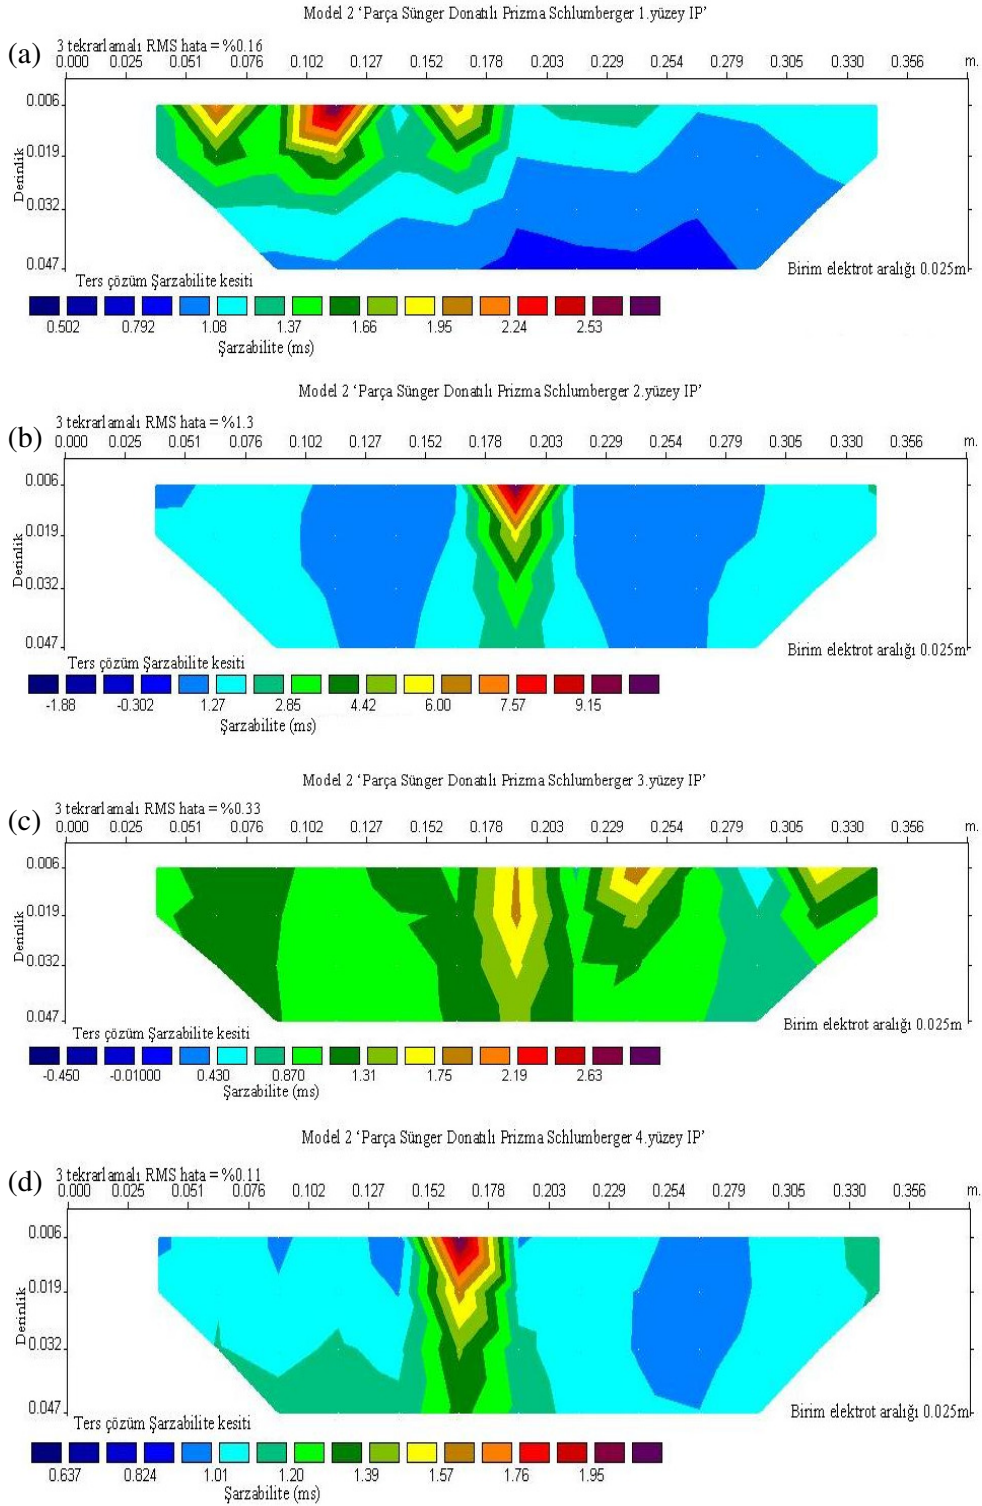 Model 2 ‘Parça Sünger Donatılı Prizma Schlumberger 1.yüzey IP’
(a)
3 tekrarlamalı RMS hata = %0.16
0.000 0.025 0.051 0.076 0.102 0.127 0.152 0.178 0.203 0.229 0.254 0.279 0.305 0.330 0.356 m.
0.006
0.019
0.032
0.047
Derinlik
Ters çözüm Şarzabilite kesiti
Birim elektrot aralığı 0.025m
0.502 0.792 1.08 1.37 1.66 1.95 2.24 2.53
Şarzabilite (ms)
Model 2 ‘Parça Sünger Donatılı Prizma Schlumberger 2.yüzey IP’
(b)
3 tekrarlamalı RMS hata = %1.3
0.000 0.025 0.051 0.076 0.102 0.127 0.152 0.178 0.203 0.229 0.254 0.279 0.305 0.330 0.356 m.
0.006
0.019
0.032
0.047
Derinlik
Ters çözüm Şarzabilite kesiti
Birim elektrot aralığı 0.025m
-1.88 -0.302 1.27 2.85 4.42 6.00 7.57 9.15
Şarzabilite (ms)
Model 2 ‘Parça Sünger Donatılı Prizma Schlumberger 3.yüzey IP’
(c)
3 tekrarlamalı RMS hata = %0.33
0.000 0.025 0.051 0.076 0.102 0.127 0.152 0.178 0.203 0.229 0.254 0.279 0.305 0.330 0.356 m.
0.006
0.019
0.032
0.047
Derinlik
Ters çözüm Şarzabilite kesiti
Birim elektrot aralığı 0.025m
-0.450 -0.01000 0.430 0.870 1.31 1.75 2.19 2.63
Şarzabilite (ms)
Model 2 ‘Parça Sünger Donatılı Prizma Schlumberger 4.yüzey IP’
(d)
3 tekrarlamalı RMS hata = %0.11
0.000 0.025 0.051 0.076 0.102 0.127 0.152 0.178 0.203 0.229 0.254 0.279 0.305 0.330 0.356 m.
0.006
0.019
0.032
0.047
Derinlik
Ters çözüm Şarzabilite kesiti
Birim elektrot aralığı 0.025m
0.637 0.824 1.01 1.20 1.39 1.57 1.76 1.95
Şarzabilite (ms)